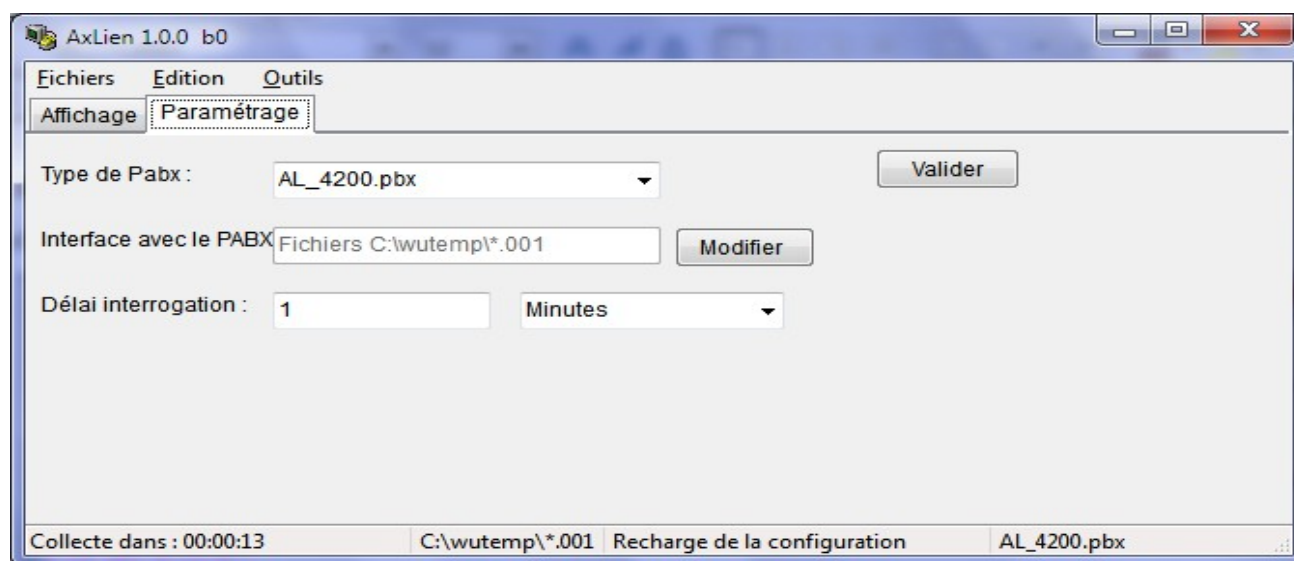 AxLien 1.0.0 b0
Fichiers Edition Outils
Affichage Paramétrage
Type de Pabx : AL_4200.pbx Valider
Interface avec le PABX Fichiers C:\wutemp\*.001 Modifier
Délai interrogation : 1 Minutes
Collecte dans : 00:00:13 C:\wutemp\*.001 Recharge de la configuration AL_4200.pbx